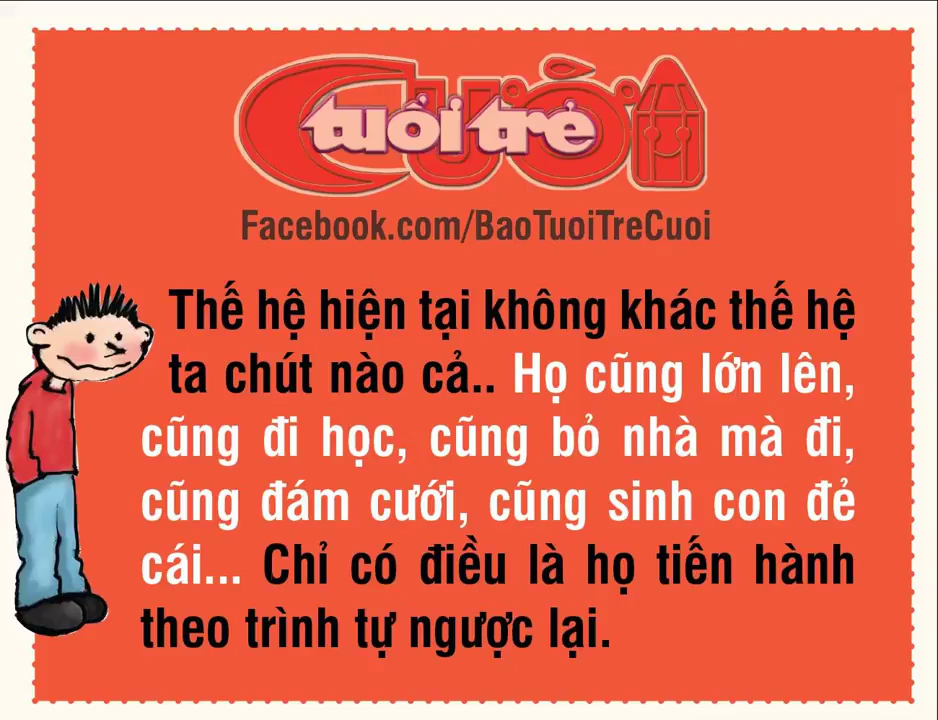 tuổi trẻ
CƯỜI
Facebook.com/BaoTuoiTreCuoi
Thế hệ hiện tại không khác thế hệ
ta chút nào cả.. Họ cũng lớn lên,
cũng đi học, cũng bỏ nhà mà đi,
cũng đám cưới, cũng sinh con đẻ
cái... Chỉ có điều là họ tiến hành
theo trình tự ngược lại.